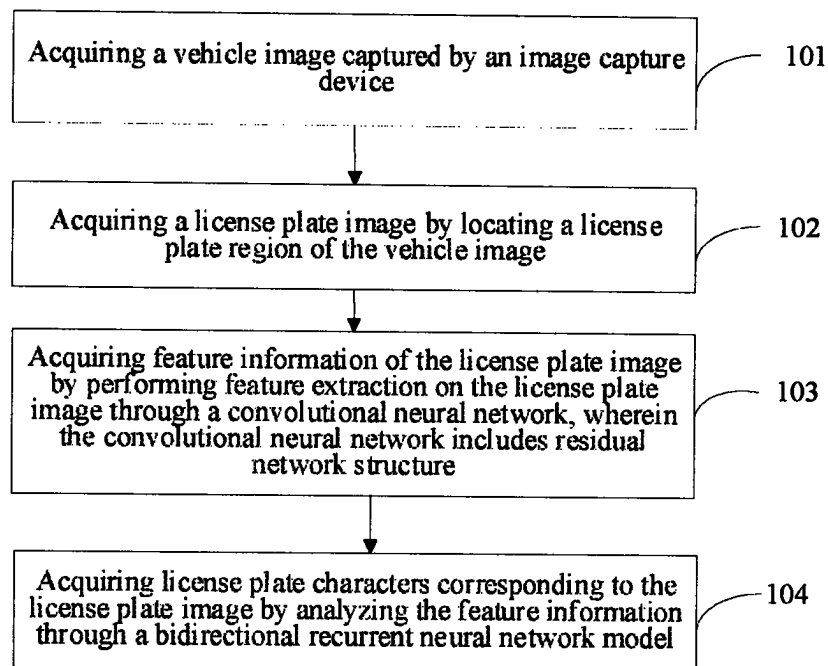 Acquiring a vehicle image captured by an image capture
device
101
Acquiring a license plate image by locating a license
plate region of the vehicle image
102
Acquiring feature information of the license plate image
by performing feature extraction on the license plate
image through a convolutional neural network, wherein
the convolutional neural network includes residual
network structure
103
Acquiring license plate characters corresponding to the
license plate image by analyzing the feature information
through a bidirectional recurrent neural network model
104